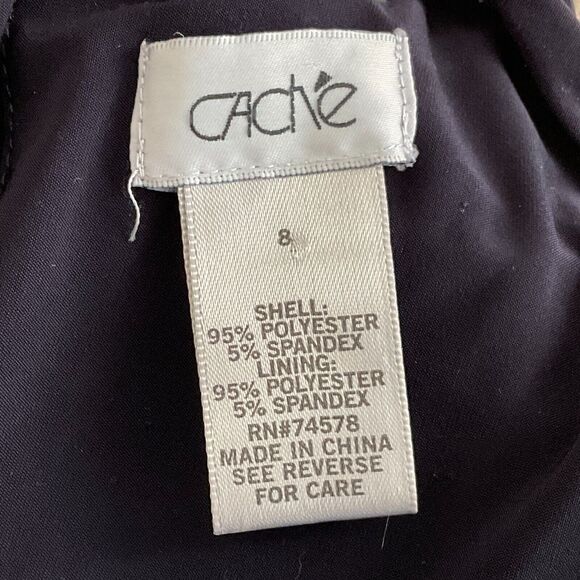 CACHÉ
8
SHELL:
95% POLYESTER
5% SPANDEX
LINING:
95% POLYESTER
5% SPANDEX
RN#74578
MADE IN CHINA
SEE REVERSE
FOR CARE